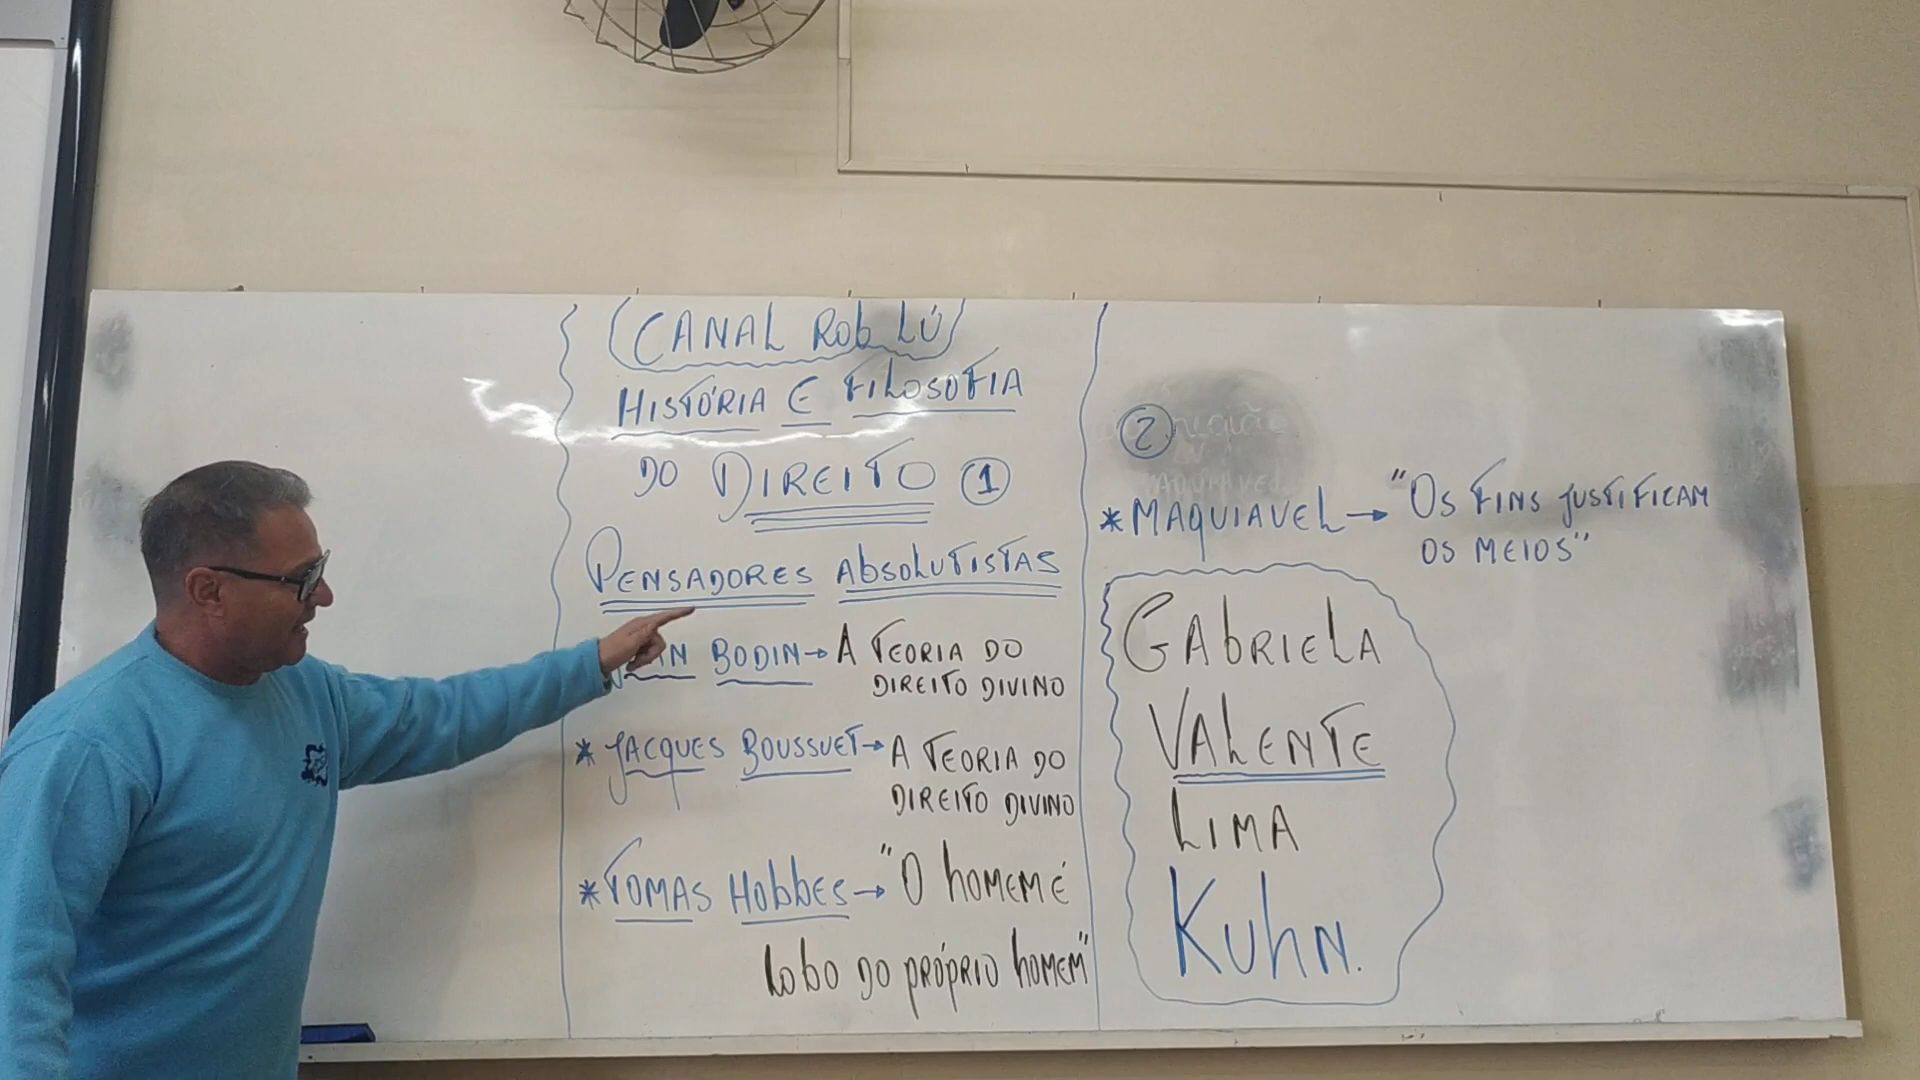 (CANAL Rob LÚ)
HISTÓRIA E FILOSOFIA
DO DIREITO 1
PENSADORES AbSOLUTISTAS
BODIN→ A TEORIA DO
DIREITO DIVINO
* JACQUES BOUSSUET→ A TEORIA DO
DIREITO DIVINO
* TOMAS HObbES→ "O hOMEM É
LObO DO PRÓPRIO hOMEM"
2
* MAQUIAVEL→ "OS FINS JUSTIFICAM
OS MEIOS"
GAbRIELA
VALENTE
LIMA
KUhN.